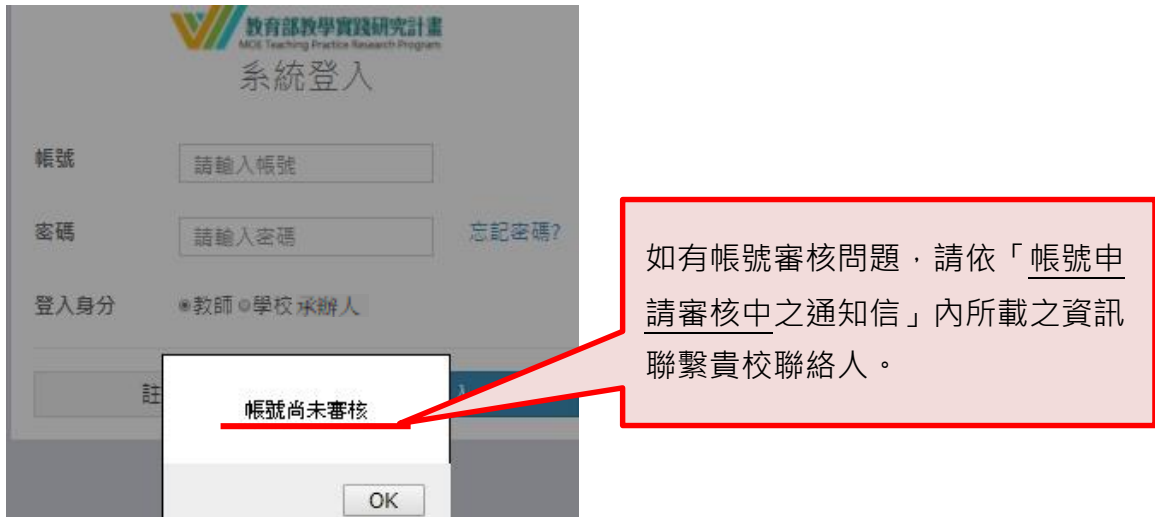 教育部教學實踐研究計畫
MOE Teaching Practice Research Program
系統登入
帳號
請輸入帳號
密碼
請輸入密碼
忘記密碼?
登入身分
教師
學校承辦人
註
入
帳號尚未審核
OK
如有帳號審核問題，請依「帳號申
請審核中之通知信」內所載之資訊
聯繫貴校聯絡人。